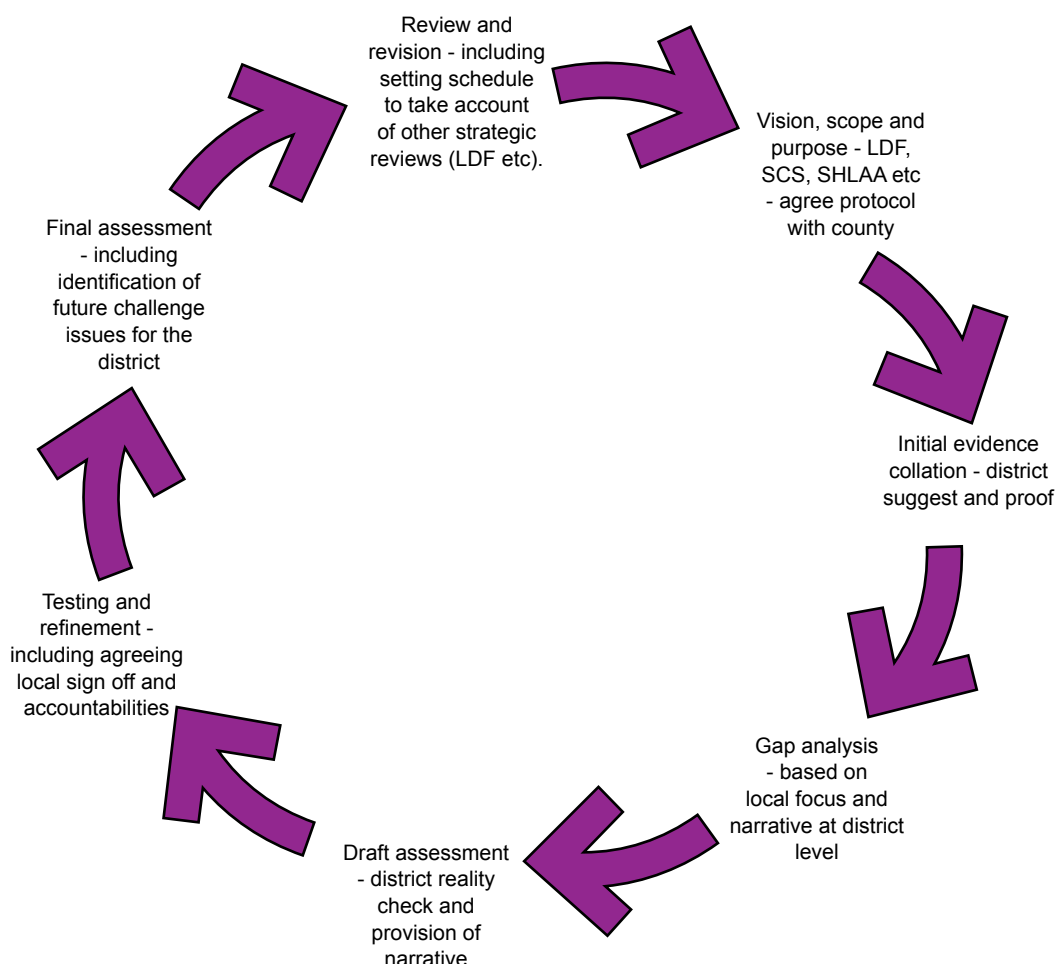 Review and
revision - including
setting schedule
to take account
of other strategic
reviews (LDF etc).
Vision, scope and
purpose - LDF,
SCS, SHLAA etc
- agree protocol
with county
Initial evidence
collation - district
suggest and proof
Gap analysis
- based on
local focus and
narrative at district
level
Draft assessment
- district reality
check and
provision of
narrative
Testing and
refinement -
including agreeing
local sign off and
accountabilities
Final assessment
- including
identification of
future challenge
issues for the
district